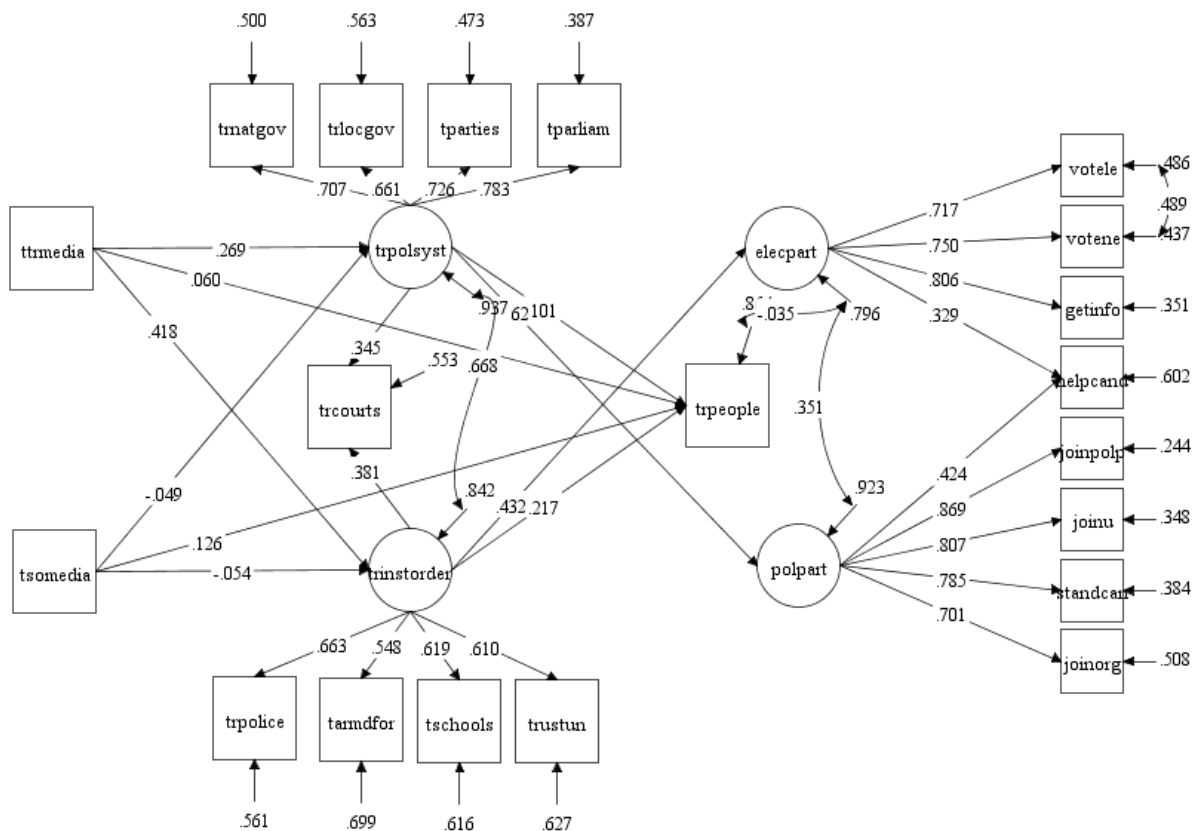 .500 .563 .473 .387
trnatgov trlocgov tparties tparliam
.707 .661 .726 .783
votele .486
.489
.717
ttrmedia .269 trpolsyst elecpart .750 votene .437
.060 .806
.937 .101 -.035 .796 .329 getinfo .351
.418 .345 .553 .668
trcourts trpeople .351 helpcand .602
.381 .424 joinpolp .244
-.049 .842 .432 .217 .923 .869
.126 .807 joinu .348
tsomedia -.054 trinstorder polpart .785 standcan .384
.701
.663 .548 .619 .610 joinorg .508
trpolice tarmdfor tschools trustun
.561 .699 .616 .627